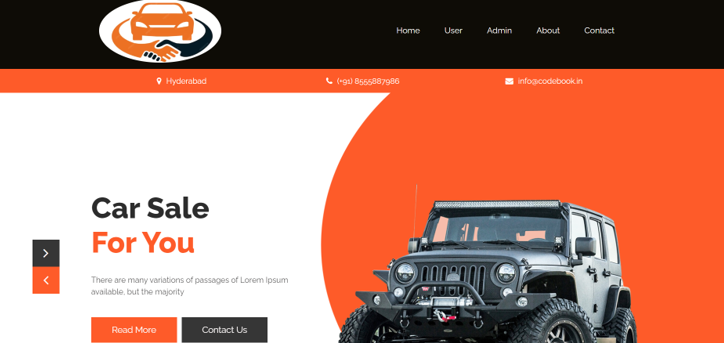 Home User Admin About Contact
Hyderabad (+91) 8555887986 info@codebook.in
Car Sale
For You
There are many variations of passages of Lorem Ipsum
available, but the majority
Read More Contact Us